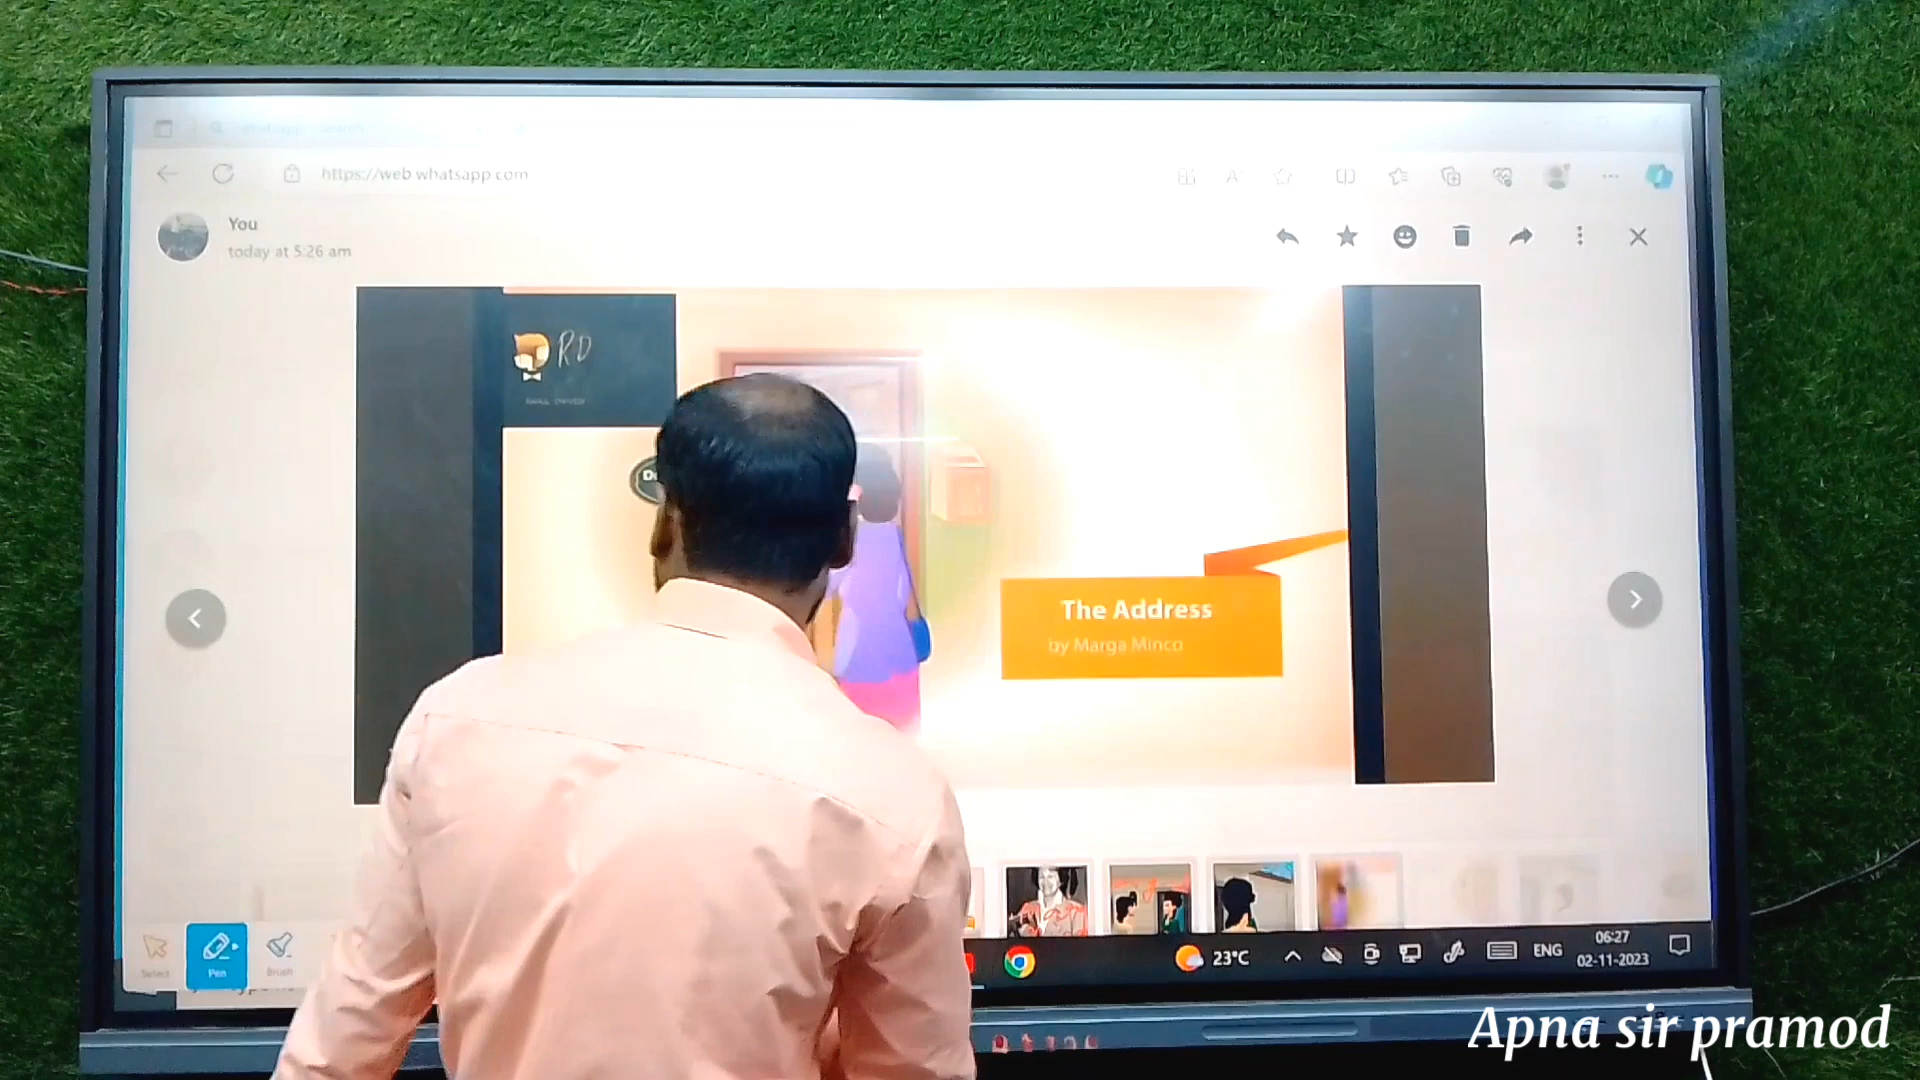 https://web.whatsapp.com
You
today at 5:26 am
RD
The Address
by Marga Minco
Select
Pen
Brush
23°C
ENG
06:27
02-11-2023
Apna sir pramod